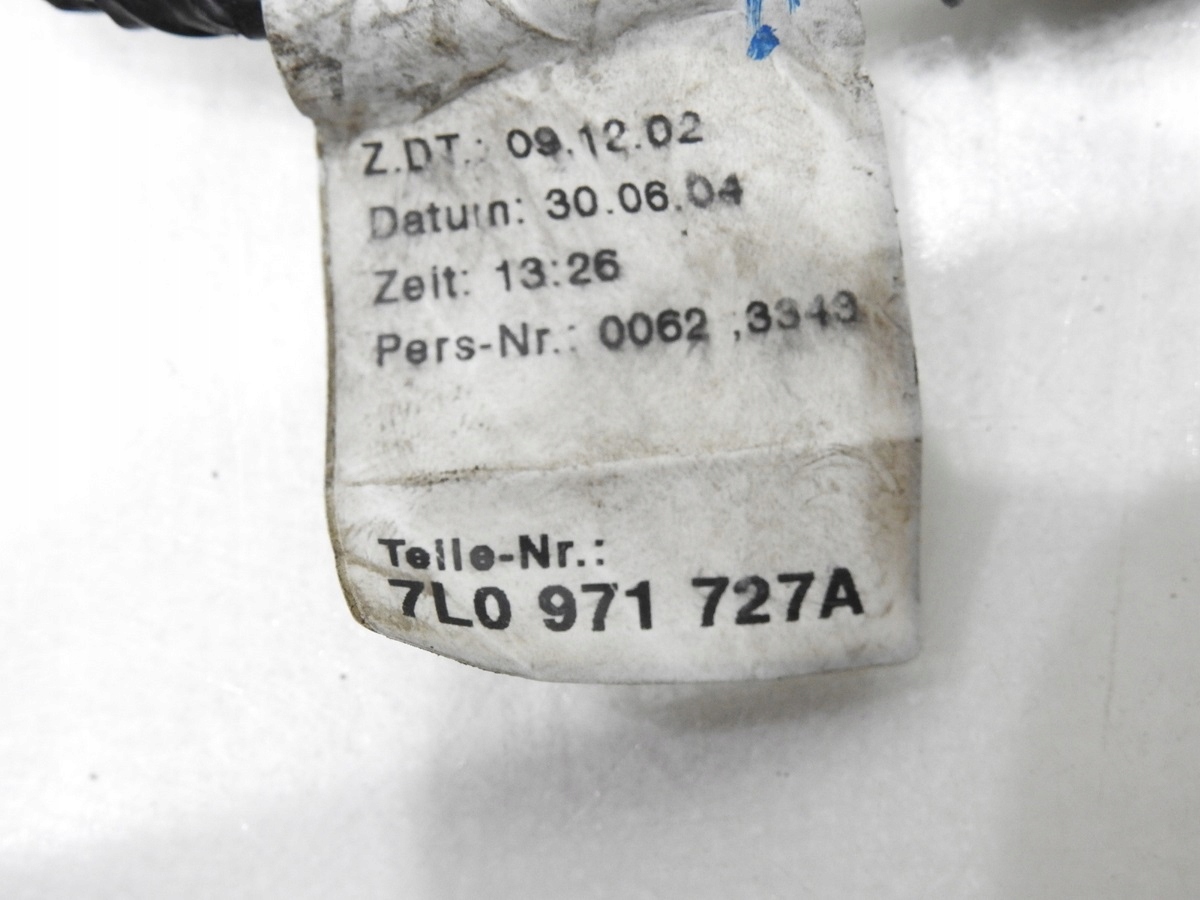 Z.DT.: 09.12.02
Datum: 30.06.04
Zeit: 13:26
Pers-Nr.: 0062 ,3343
Teile-Nr.:
7L0 971 727A